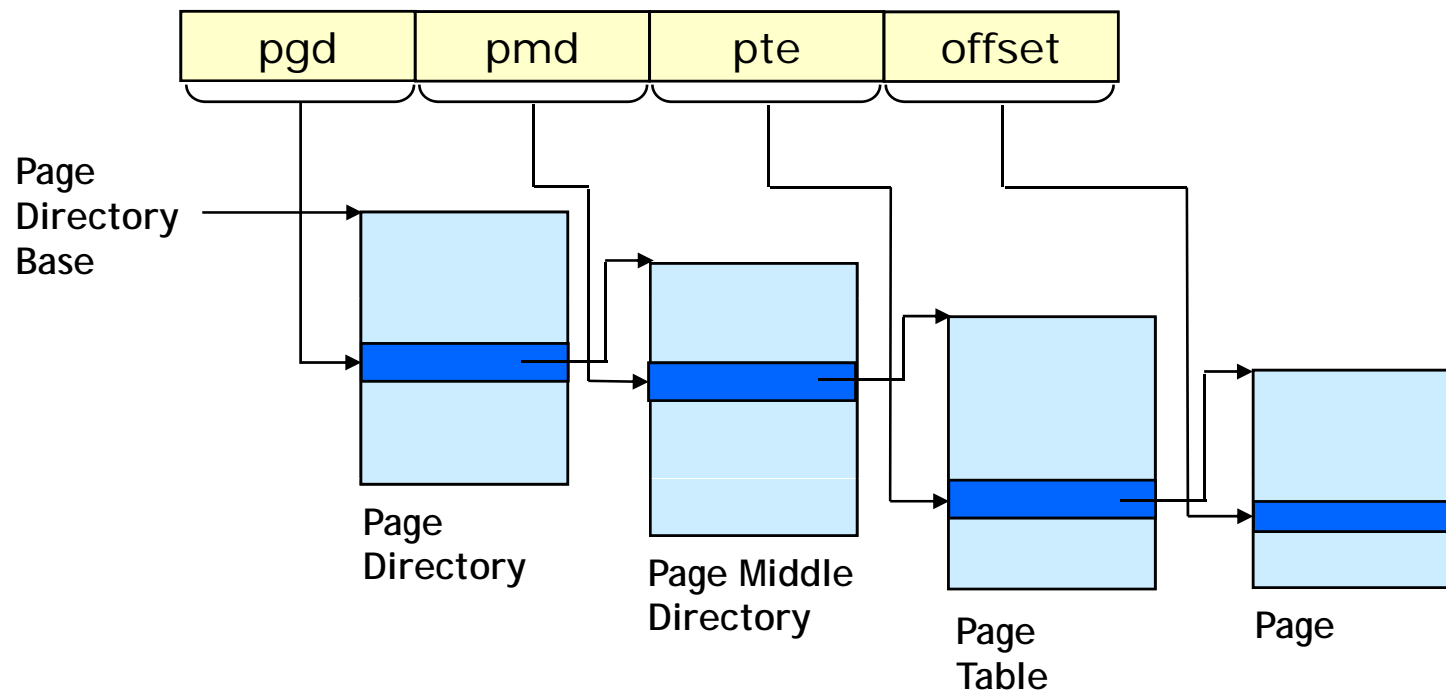 pgd pmd pte offset
Page
Directory
Base
Page
Directory
Page Middle
Directory
Page
Table
Page